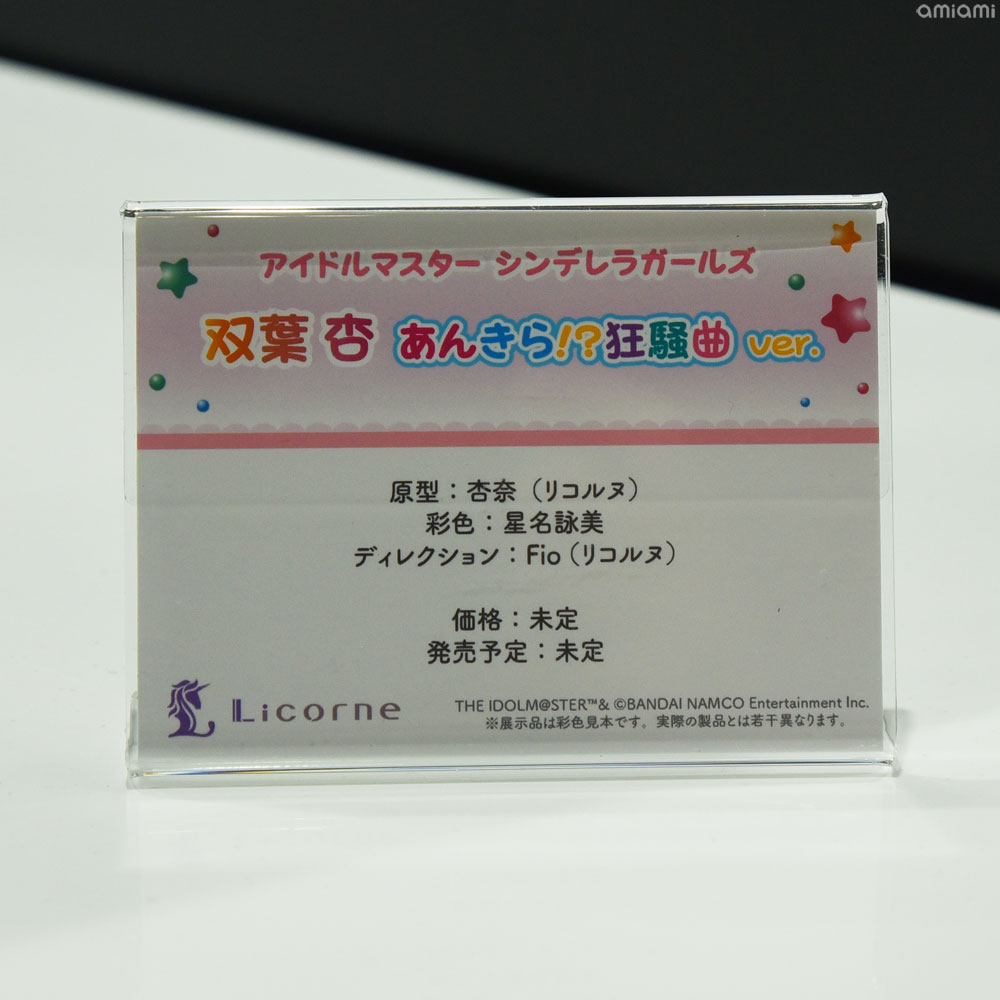 amiami
アイドルマスター シンデレラガールズ
双葉 杏 あんきら!?狂騒曲 ver.
原型：杏奈（リコルヌ）
彩色：星名詠美
ディレクション：Fio（リコルヌ）
価格：未定
発売予定：未定
Licorne
THE IDOLM@STER™& ©BANDAI NAMCO Entertainment Inc.
※展示品は彩色見本です。実際の製品とは若干異なります。